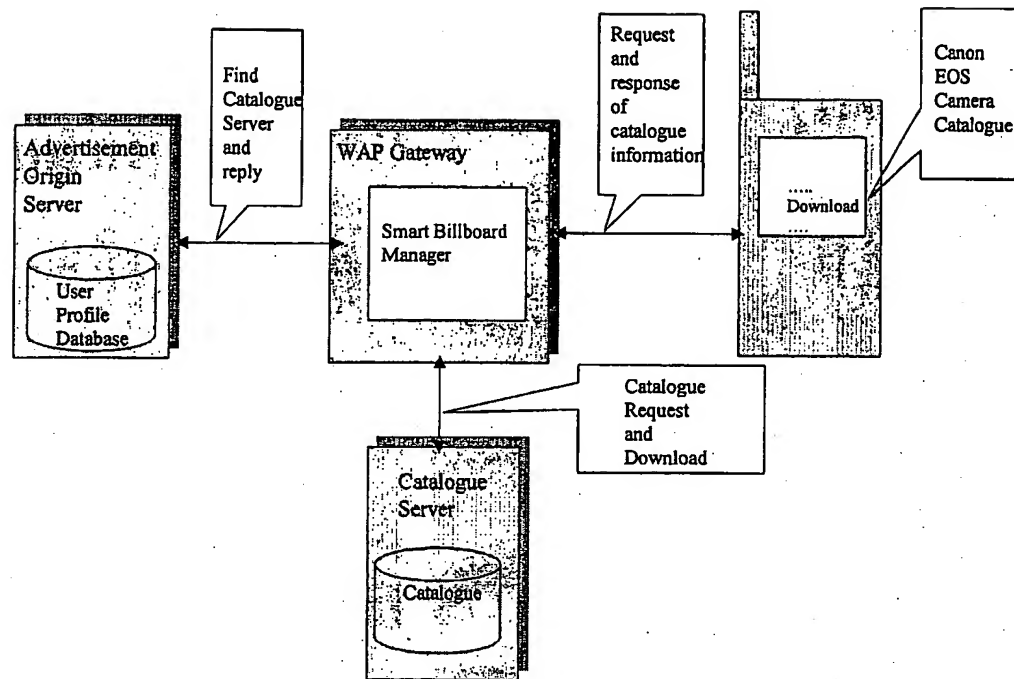 Find
Catalogue
Server
and
reply
Request
and
response
of
catalogue
information
Canon
EOS
Camera
Catalogue
Advertisement
Origin
Server
User
Profile
Database
WAP Gateway
Smart Billboard
Manager
.....
Download
....
Catalogue
Request
and
Download
Catalogue
Server
Catalogue